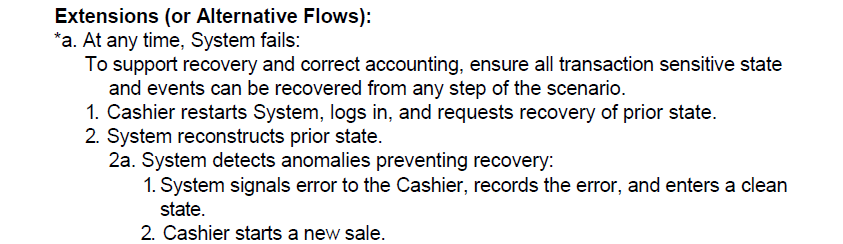 Extensions (or Alternative Flows):
*a. At any time, System fails:
To support recovery and correct accounting, ensure all transaction sensitive state
and events can be recovered from any step of the scenario.
1. Cashier restarts System, logs in, and requests recovery of prior state.
2. System reconstructs prior state.
2a. System detects anomalies preventing recovery:
1. System signals error to the Cashier, records the error, and enters a clean
state.
2. Cashier starts a new sale.